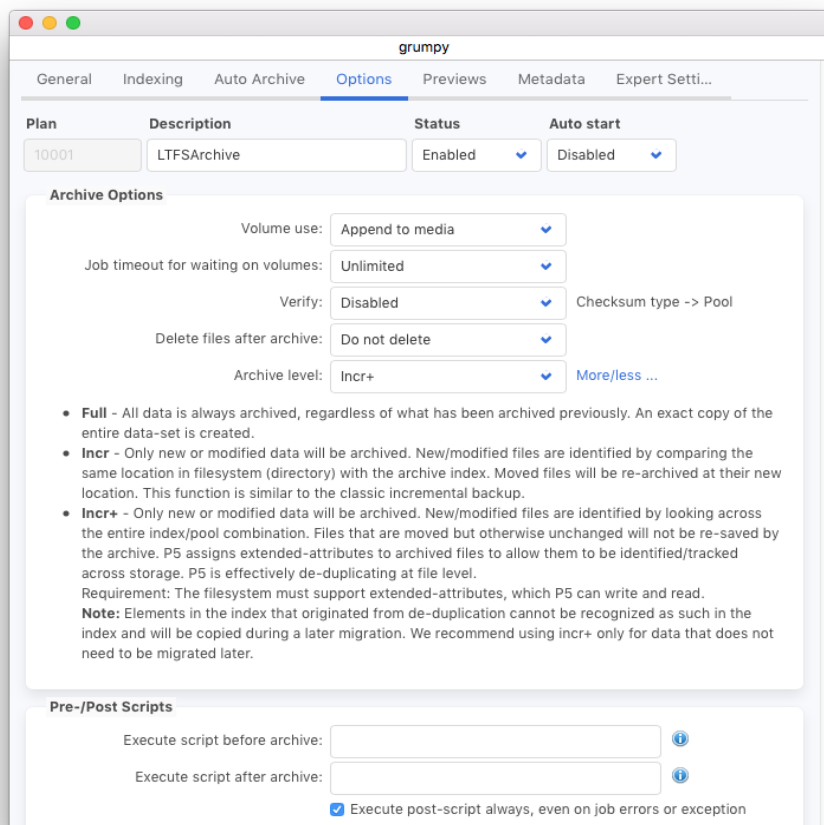 grumpy
General Indexing Auto Archive Options Previews Metadata Expert Setti...
Plan Description Status Auto start
10001 LTFSArchive Enabled Disabled
Archive Options
Volume use: Append to media
Job timeout for waiting on volumes: Unlimited
Verify: Disabled Checksum type -> Pool
Delete files after archive: Do not delete
Archive level: Incr+ More/less ...
• Full - All data is always archived, regardless of what has been archived previously. An exact copy of the
entire data-set is created.
• Incr - Only new or modified data will be archived. New/modified files are identified by comparing the
same location in filesystem (directory) with the archive index. Moved files will be re-archived at their new
location. This function is similar to the classic incremental backup.
• Incr+ - Only new or modified data will be archived. New/modified files are identified by looking across
the entire index/pool combination. Files that are moved but otherwise unchanged will not be re-saved by
the archive. P5 assigns extended-attributes to archived files to allow them to be identified/tracked
across storage. P5 is effectively de-duplicating at file level.
Requirement: The filesystem must support extended-attributes, which P5 can write and read.
Note: Elements in the index that originated from de-duplication cannot be recognized as such in the
index and will be copied during a later migration. We recommend using incr+ only for data that does not
need to be migrated later.
Pre-/Post Scripts
Execute script before archive:
Execute script after archive:
Execute post-script always, even on job errors or exception